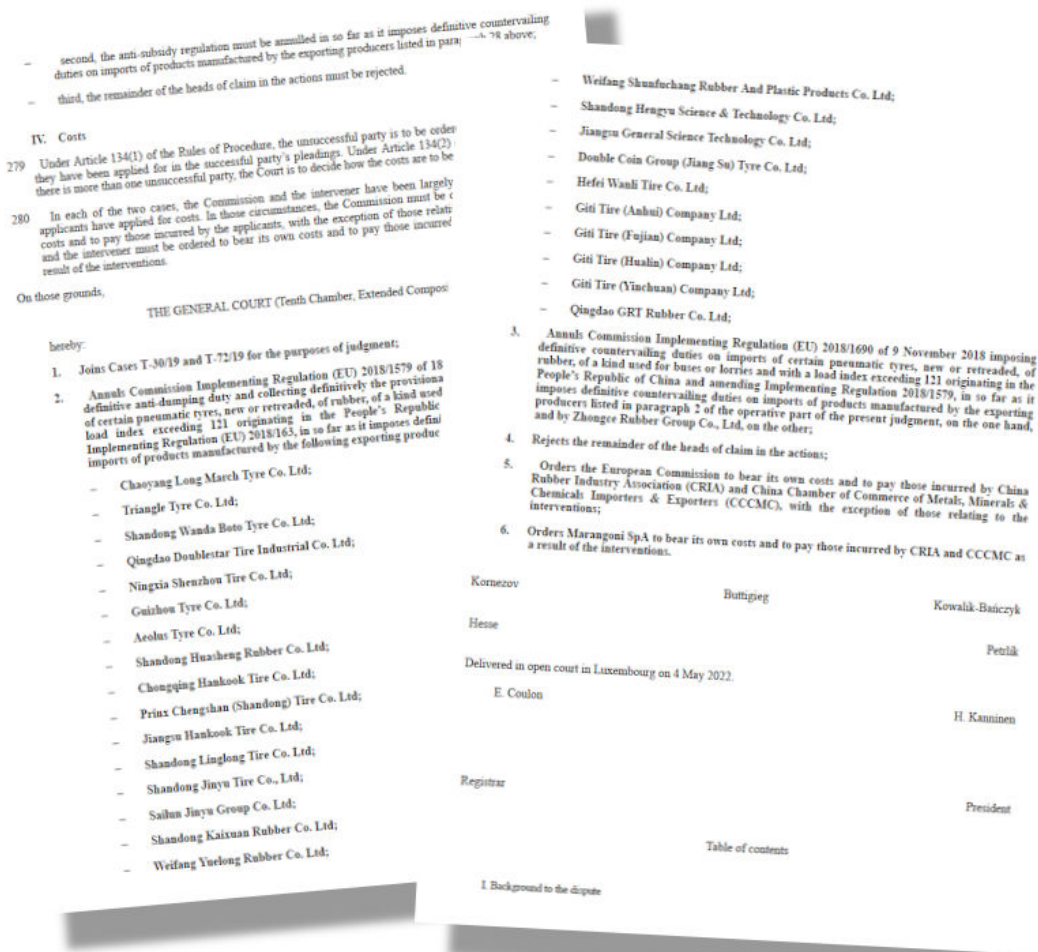 – second, the anti-subsidy regulation must be annulled in so far as it imposes definitive countervailing
duties on imports of products manufactured by the exporting producers listed in para 28 above;
– third, the remainder of the heads of claim in the actions must be rejected.
IV. Costs
279 Under Article 134(1) of the Rules of Procedure, the unsuccessful party is to be order
they have been applied for in the successful party's pleadings. Under Article 134(2)
there is more than one unsuccessful party, the Court is to decide how the costs are to be
280 In each of the two cases, the Commission and the intervener have been largely
applicants have applied for costs. In those circumstances, the Commission must be
costs and to pay those incurred by the applicants, with the exception of those relati
and the intervener must be ordered to bear its own costs and to pay those incurred
result of the interventions.
On those grounds,
THE GENERAL COURT (Tenth Chamber, Extended Composi
hereby:
1. Joins Cases T-30/19 and T-72/19 for the purposes of judgment;
2. Annuls Commission Implementing Regulation (EU) 2018/1579 of 18
definitive anti-dumping duty and collecting definitively the provisiona
of certain pneumatic tyres, new or retreaded, of rubber, of a kind used
load index exceeding 121 originating in the People's Republic
Implementing Regulation (EU) 2018/163, in so far as it imposes defini
imports of products manufactured by the following exporting produc
– Chaoyang Long March Tyre Co. Ltd;
– Triangle Tyre Co. Ltd;
– Shandong Wanda Boto Tyre Co. Ltd;
– Qingdao Doublestar Tire Industrial Co. Ltd;
– Ningxia Shenzhou Tire Co. Ltd;
– Guizhou Tyre Co. Ltd;
– Aeolus Tyre Co. Ltd;
– Shandong Huasheng Rubber Co. Ltd;
– Chongqing Hankook Tire Co. Ltd;
– Prinx Chengshan (Shandong) Tire Co. Ltd;
– Jiangsu Hankook Tire Co. Ltd;
– Shandong Linglong Tire Co. Ltd;
– Shandong Jinyu Tire Co., Ltd;
– Sailun Jinyu Group Co. Ltd;
– Shandong Kaixuan Rubber Co. Ltd;
– Weifang Yuelong Rubber Co. Ltd;
– Weifang Shunfuchang Rubber And Plastic Products Co. Ltd;
– Shandong Hengyu Science & Technology Co. Ltd;
– Jiangsu General Science Technology Co. Ltd;
– Double Coin Group (Jiang Su) Tyre Co. Ltd;
– Hefei Wanli Tire Co. Ltd;
– Giti Tire (Anhui) Company Ltd;
– Giti Tire (Fujian) Company Ltd;
– Giti Tire (Hualin) Company Ltd;
– Giti Tire (Yinchuan) Company Ltd;
– Qingdao GRT Rubber Co. Ltd;
3. Annuls Commission Implementing Regulation (EU) 2018/1690 of 9 November 2018 imposing
definitive countervailing duties on imports of certain pneumatic tyres, new or retreaded, of
rubber, of a kind used for buses or lorries and with a load index exceeding 121 originating in the
People's Republic of China and amending Implementing Regulation 2018/1579, in so far as it
imposes definitive countervailing duties on imports of products manufactured by the exporting
producers listed in paragraph 2 of the operative part of the present judgment, on the one hand,
and by Zhongce Rubber Group Co., Ltd, on the other;
4. Rejects the remainder of the heads of claim in the actions;
5. Orders the European Commission to bear its own costs and to pay those incurred by China
Rubber Industry Association (CRIA) and China Chamber of Commerce of Metals, Minerals &
Chemicals Importers & Exporters (CCCMC), with the exception of those relating to the
interventions;
6. Orders Marangoni SpA to bear its own costs and to pay those incurred by CRIA and CCCMC as
a result of the interventions.
Kornezov Buttigieg Kowalik-Bańczyk
Hesse Petrlík
Delivered in open court in Luxembourg on 4 May 2022.
E. Coulon H. Kanninen
Registrar President
Table of contents
I. Background to the dispute